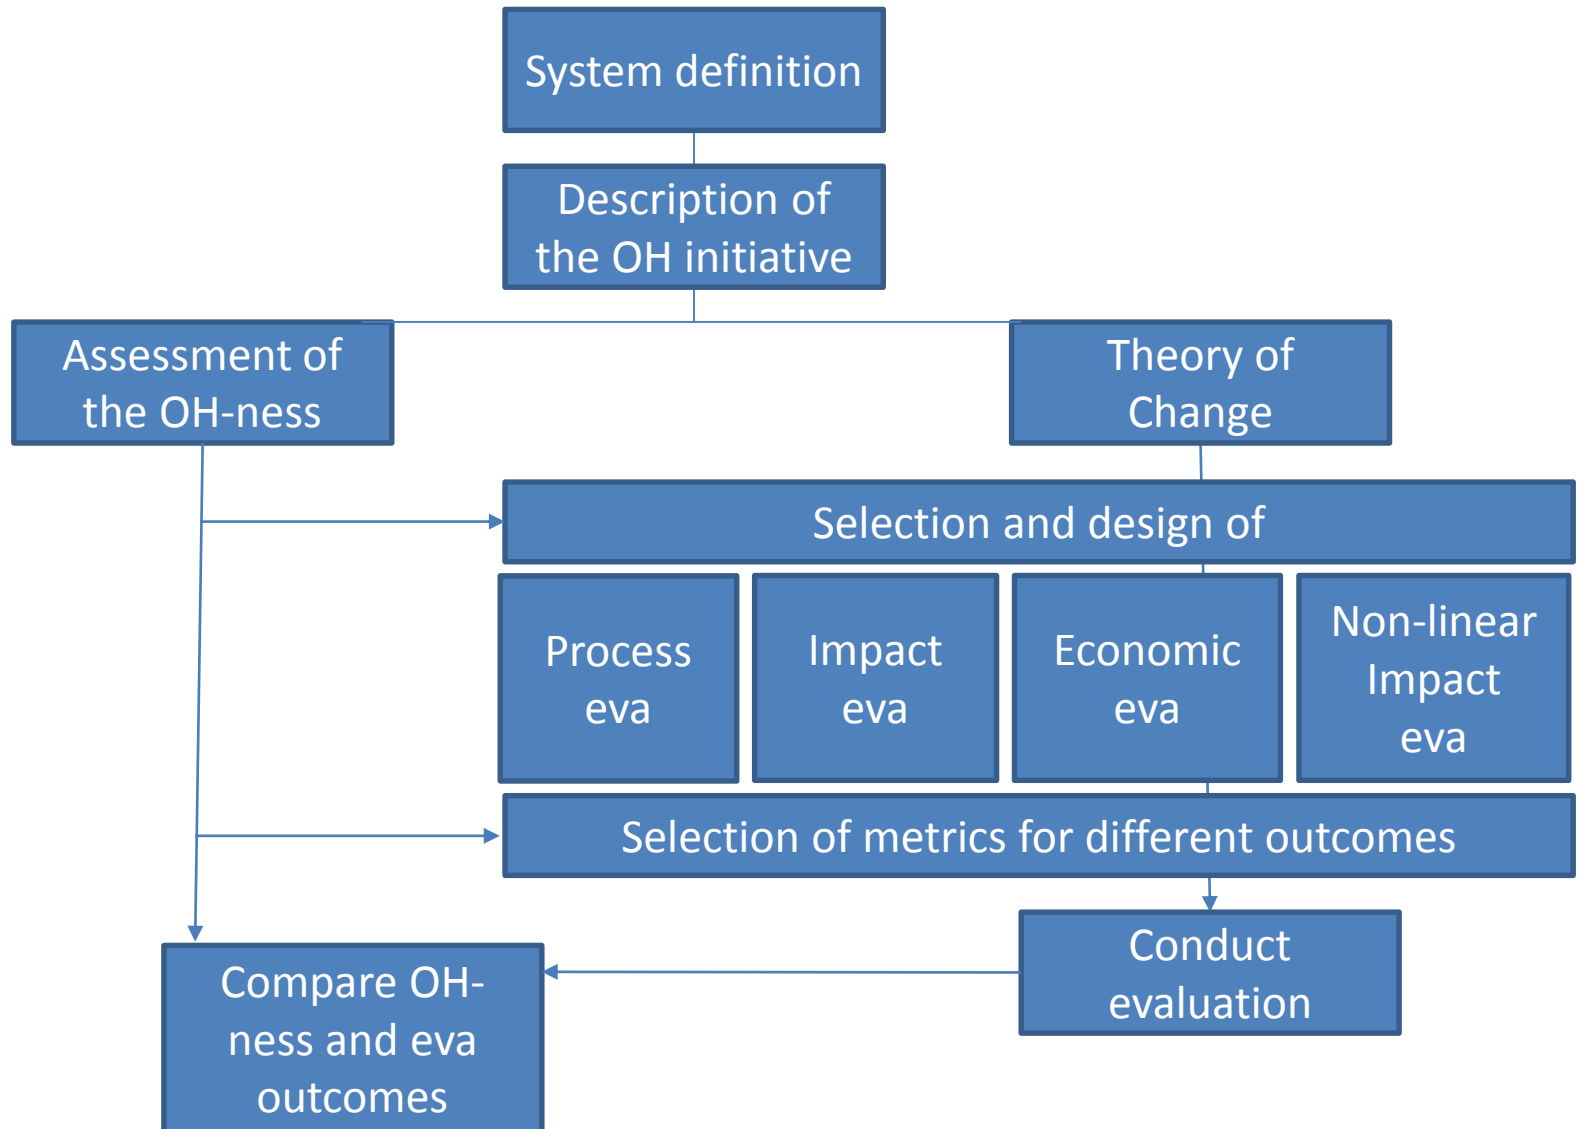 System definition
Description of
the OH initiative
Assessment of
the OH-ness
Theory of
Change
Selection and design of
Process
eva
Impact
eva
Economic
eva
Non-linear
Impact
eva
Selection of metrics for different outcomes
Conduct
evaluation
Compare OH-
ness and eva
outcomes